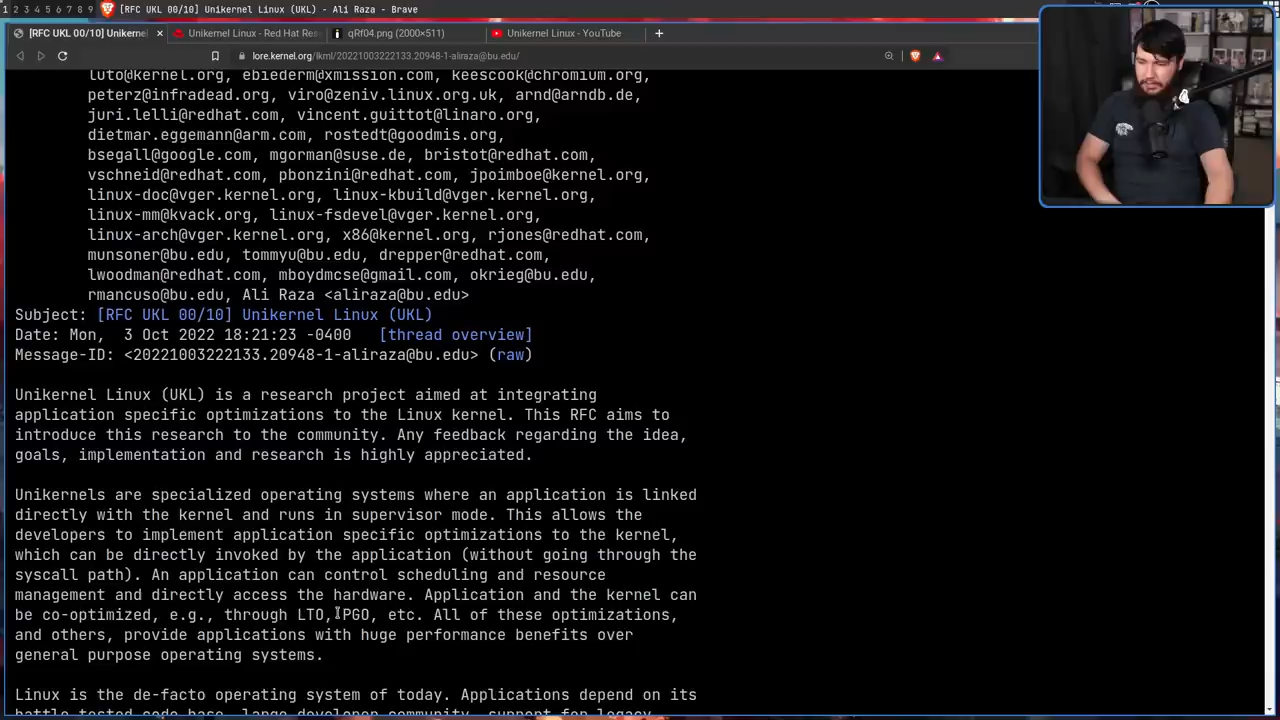 1 2 3 4 5 6 7 8 9 [RFC UKL 00/10] Unikernel Linux (UKL) - Ali Raza - Brave
[RFC UKL 00/10] Unikerne × Unikernel Linux - Red Hat Res qRf04.png (2000×511) Unikernel Linux - YouTube +
lore.kernel.org/lkml/20221003222133.20948-1-aliraza@bu.edu/
luto@kernel.org, ebiederm@xmission.com, keescook@chromium.org,
peterz@infradead.org, viro@zeniv.linux.org.uk, arnd@arndb.de,
juri.lelli@redhat.com, vincent.guittot@linaro.org,
dietmar.eggemann@arm.com, rostedt@goodmis.org,
bsegall@google.com, mgorman@suse.de, bristot@redhat.com,
vschneid@redhat.com, pbonzini@redhat.com, jpoimboe@kernel.org,
linux-doc@vger.kernel.org, linux-kbuild@vger.kernel.org,
linux-mm@kvack.org, linux-fsdevel@vger.kernel.org,
linux-arch@vger.kernel.org, x86@kernel.org, rjones@redhat.com,
munsoner@bu.edu, tommyu@bu.edu, drepper@redhat.com,
lwoodman@redhat.com, mboydmcse@gmail.com, okrieg@bu.edu,
rmancuso@bu.edu, Ali Raza <aliraza@bu.edu>
Subject: [RFC UKL 00/10] Unikernel Linux (UKL)
Date: Mon, 3 Oct 2022 18:21:23 -0400 [thread overview]
Message-ID: <20221003222133.20948-1-aliraza@bu.edu> (raw)
Unikernel Linux (UKL) is a research project aimed at integrating
application specific optimizations to the Linux kernel. This RFC aims to
introduce this research to the community. Any feedback regarding the idea,
goals, implementation and research is highly appreciated.
Unikernels are specialized operating systems where an application is linked
directly with the kernel and runs in supervisor mode. This allows the
developers to implement application specific optimizations to the kernel,
which can be directly invoked by the application (without going through the
syscall path). An application can control scheduling and resource
management and directly access the hardware. Application and the kernel can
be co-optimized, e.g., through LTO, PGO, etc. All of these optimizations,
and others, provide applications with huge performance benefits over
general purpose operating systems.
Linux is the de-facto operating system of today. Applications depend on its
battle tested code base, large developer community, support for legacy